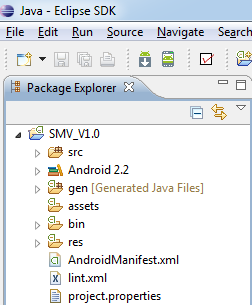 Java - Eclipse SDK
File Edit Run Source Navigate Search
Package Explorer
SMV_V1.0
src
Android 2.2
gen [Generated Java Files]
assets
bin
res
AndroidManifest.xml
lint.xml
project.properties